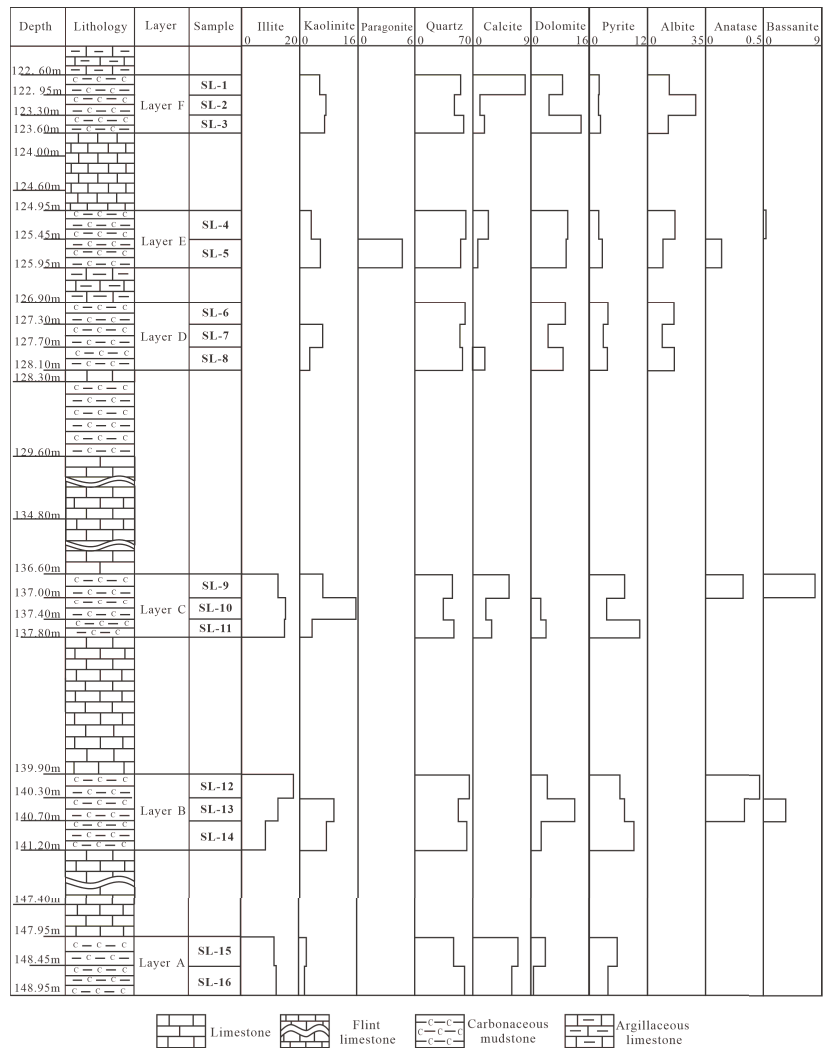 Depth Lithology Layer Sample Illite Kaolinite Paragonite Quartz Calcite Dolomite Pyrite Albite Anatase Bassanite
0 20 0 16 0 6 0 70 0 9 0 16 0 12 0 35 0 0.5 0 9
122.60m
SL-1
122.95m
Layer F SL-2
123.30m
SL-3
123.60m
124.00m
124.60m
124.95m
SL-4
125.45m
Layer E
SL-5
125.95m
126.90m
SL-6
127.30m
Layer D SL-7
127.70m
SL-8
128.10m
128.30m
129.60m
134.80m
136.60m
SL-9
137.00m
Layer C SL-10
137.40m
SL-11
137.80m
139.90m
SL-12
140.30m
Layer B SL-13
140.70m
SL-14
141.20m
147.40m
147.95m
SL-15
148.45m
Layer A
SL-16
148.95m
Limestone
Flint
limestone
Carbonaceous
mudstone
Argillaceous
limestone